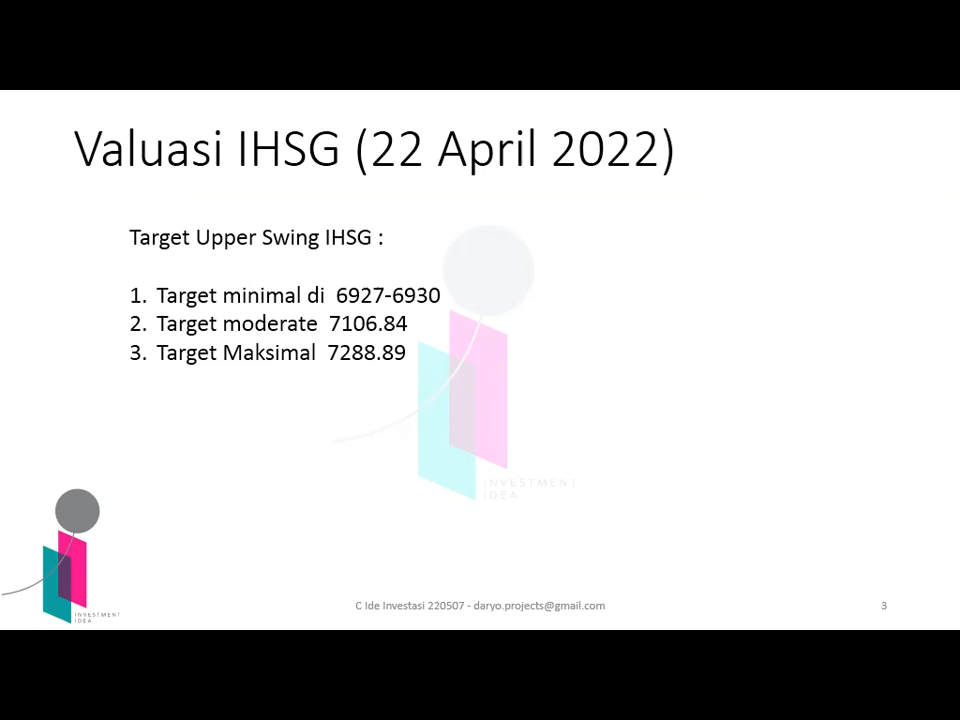 Valuasi IHSG (22 April 2022)
Target Upper Swing IHSG :
1. Target minimal di 6927-6930
2. Target moderate 7106.84
3. Target Maksimal 7288.89
INVESTMENT
IDEA
INVESTMENT
IDEA
C Ide Investasi 220507 - daryo.projects@gmail.com
3